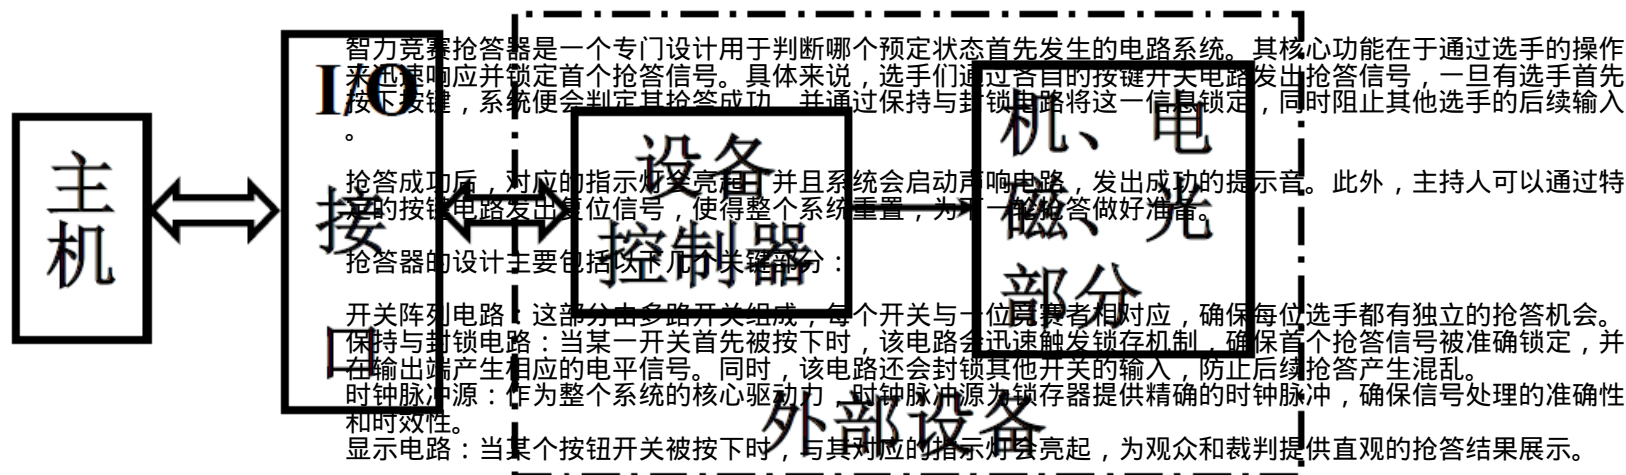 智力竞赛抢答器是一个专门设计用于判断哪个预定状态首先发生的电路系统。其核心功能在于通过选手的操作
来迅速响应并锁定首个抢答信号。具体来说，选手们通过各自的按键开关电路发出抢答信号，一旦有选手首先
按下按键，系统便会判定其抢答成功，并通过保持与封锁电路将这一信息锁定，同时阻止其他选手的后续输入
。
抢答成功后，对应的指示灯会亮起，并且系统会启动声响电路，发出成功的提示音。此外，主持人可以通过特
定的按键电路发出复位信号，使得整个系统重置，为下一轮抢答做好准备。
抢答器的设计主要包括以下几个关键部分：
开关阵列电路：这部分由多路开关组成，每个开关与一位竞赛者相对应，确保每位选手都有独立的抢答机会。
保持与封锁电路：当某一开关首先被按下时，该电路会迅速触发锁存机制，确保首个抢答信号被准确锁定，并
在输出端产生相应的电平信号。同时，该电路还会封锁其他开关的输入，防止后续抢答产生混乱。
时钟脉冲源：作为整个系统的核心驱动力，时钟脉冲源为锁存器提供精确的时钟脉冲，确保信号处理的准确性
和时效性。
显示电路：当某个按钮开关被按下时，与其对应的指示灯会亮起，为观众和裁判提供直观的抢答结果展示。
主
机
I/O
接
口
设备
控制器
机、电
磁、光
部分
外部设备